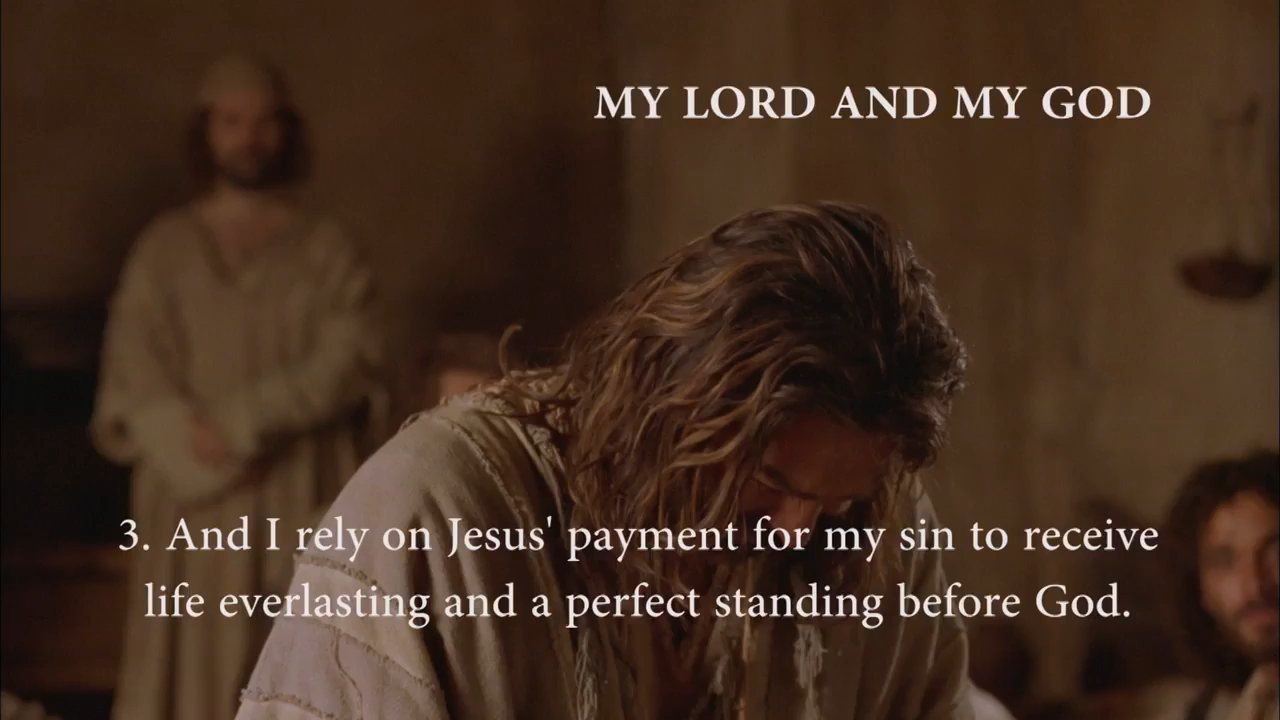 MY LORD AND MY GOD
3. And I rely on Jesus' payment for my sin to receive
life everlasting and a perfect standing before God.